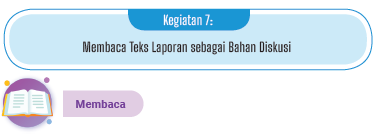 Kegiatan 7:
Membaca Teks Laporan sebagai Bahan Diskusi
Membaca